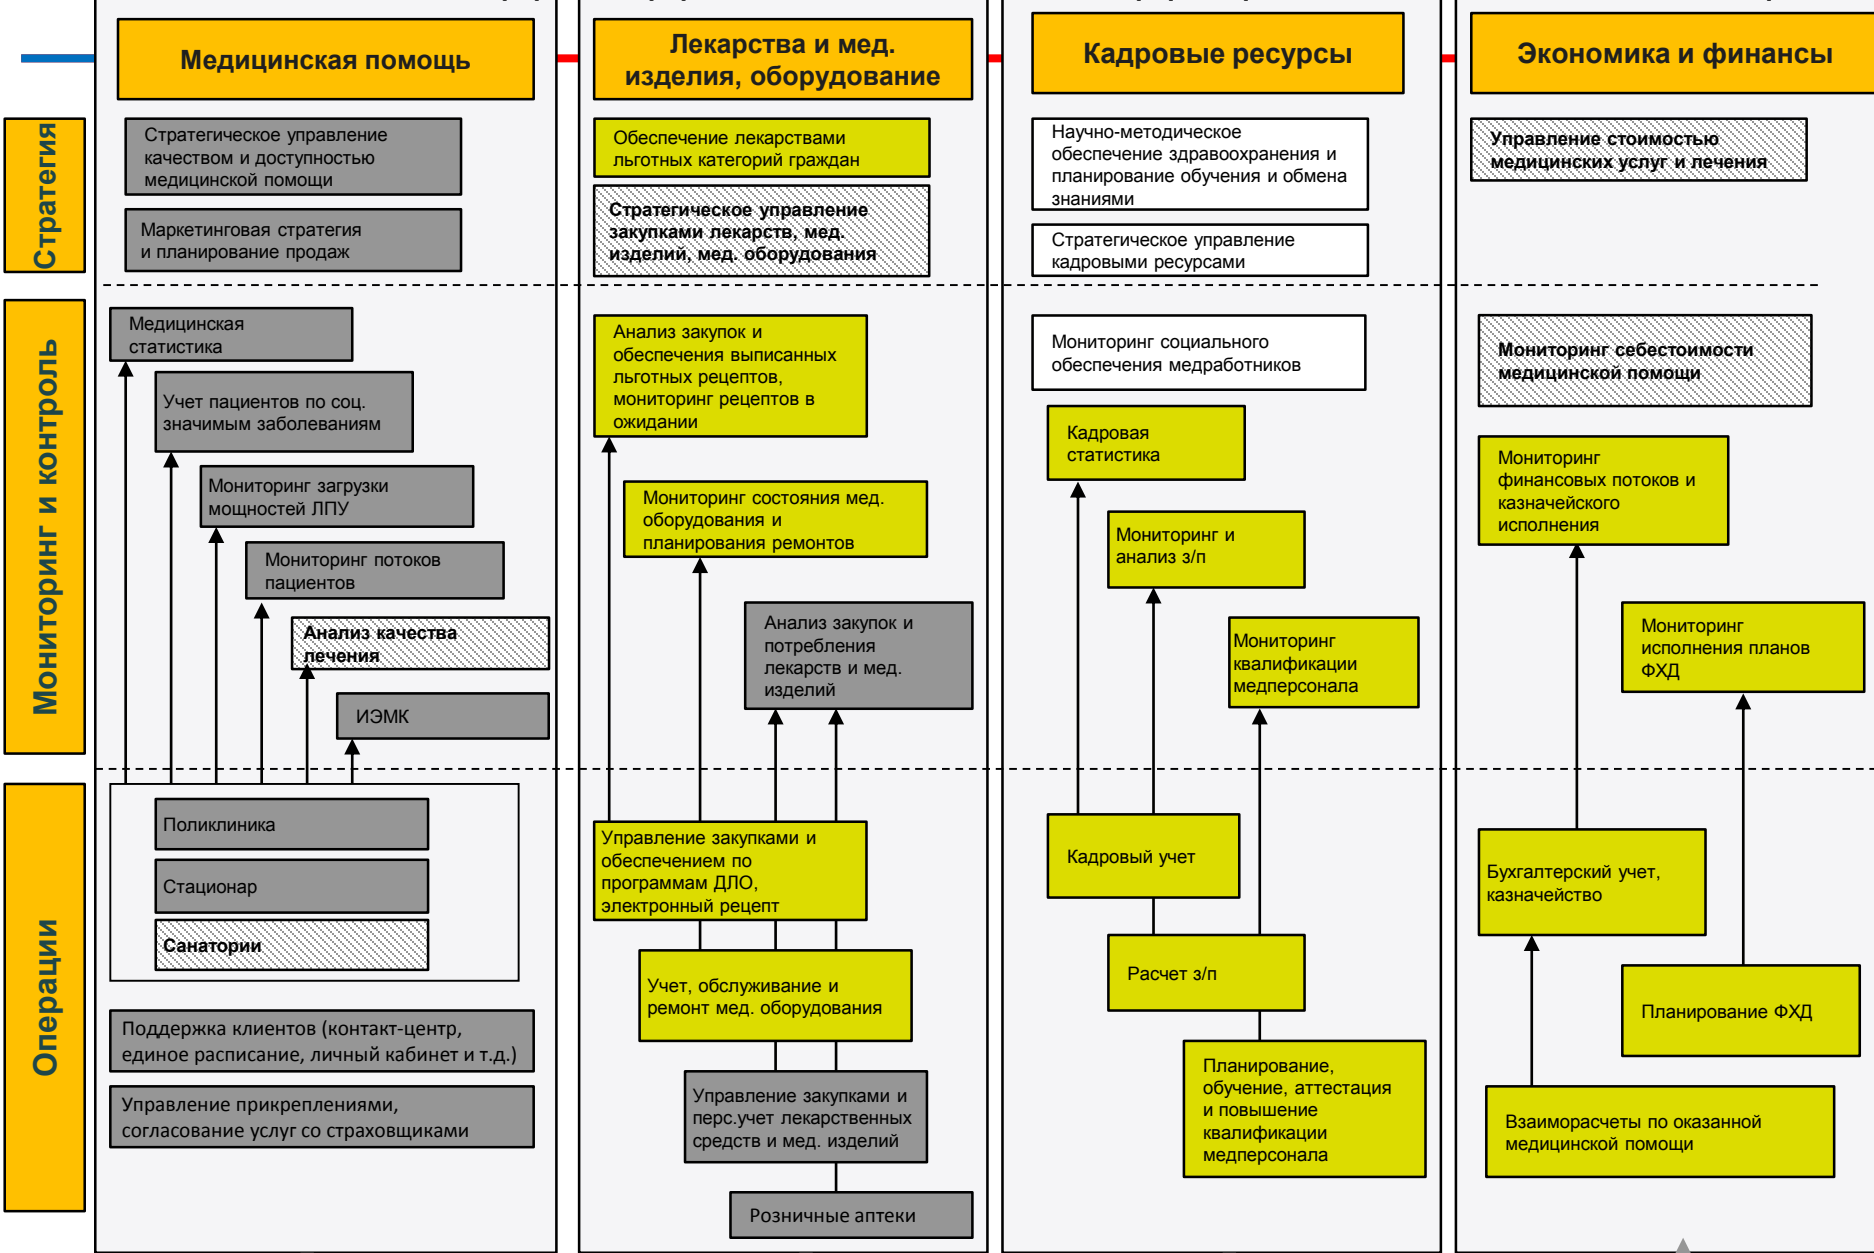 Медицинская помощь
Лекарства и мед.
изделия, оборудование
Кадровые ресурсы
Экономика и финансы
Стратегия
Стратегическое управление
качеством и доступностью
медицинской помощи
Маркетинговая стратегия
и планирование продаж
Обеспечение лекарствами
льготных категорий граждан
Стратегическое управление
закупками лекарств, мед.
изделий, мед. оборудования
Научно-методическое
обеспечение здравоохранения и
планирование обучения и обмена
знаниями
Стратегическое управление
кадровыми ресурсами
Управление стоимостью
медицинских услуг и лечения
Мониторинг и контроль
Медицинская
статистика
Учет пациентов по соц.
значимым заболеваниям
Мониторинг загрузки
мощностей ЛПУ
Мониторинг потоков
пациентов
Анализ качества
лечения
ИЭМК
Анализ закупок и
обеспечения выписанных
льготных рецептов,
мониторинг рецептов в
ожидании
Мониторинг состояния мед.
оборудования и
планирования ремонтов
Анализ закупок и
потребления
лекарств и мед.
изделий
Мониторинг социального
обеспечения медработников
Кадровая
статистика
Мониторинг и
анализ з/п
Мониторинг
квалификации
медперсонала
Мониторинг себестоимости
медицинской помощи
Мониторинг
финансовых потоков и
казначейского
исполнения
Мониторинг
исполнения планов
ФХД
Операции
Поликлиника
Стационар
Санатории
Поддержка клиентов (контакт-центр,
единое расписание, личный кабинет и т.д.)
Управление прикреплениями,
согласование услуг со страховщиками
Управление закупками и
обеспечением по
программам ДЛО,
электронный рецепт
Учет, обслуживание и
ремонт мед. оборудования
Управление закупками и
перс.учет лекарственных
средств и мед. изделий
Розничные аптеки
Кадровый учет
Расчет з/п
Планирование,
обучение, аттестация
и повышение
квалификации
медперсонала
Бухгалтерский учет,
казначейство
Планирование ФХД
Взаиморасчеты по оказанной
медицинской помощи